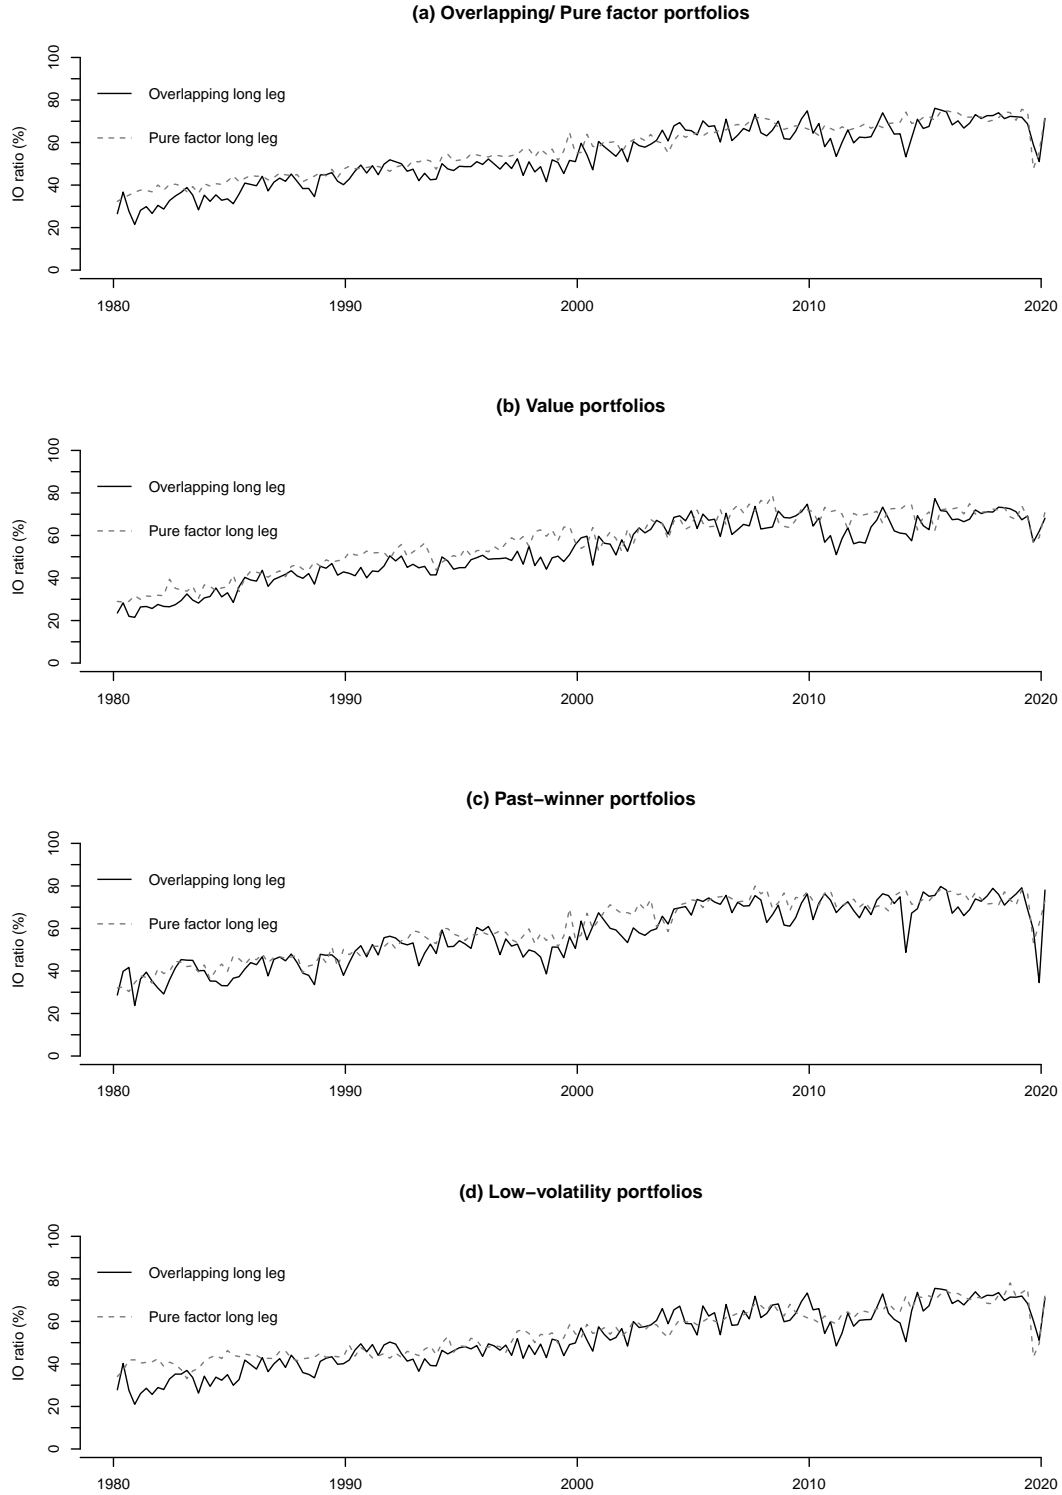 (a) Overlapping/ Pure factor portfolios
IO ratio (%)
100
80
60
40
20
0
Overlapping long leg
Pure factor long leg
1980 1990 2000 2010 2020
(b) Value portfolios
IO ratio (%)
100
80
60
40
20
0
Overlapping long leg
Pure factor long leg
1980 1990 2000 2010 2020
(c) Past−winner portfolios
IO ratio (%)
100
80
60
40
20
0
Overlapping long leg
Pure factor long leg
1980 1990 2000 2010 2020
(d) Low−volatility portfolios
IO ratio (%)
100
80
60
40
20
0
Overlapping long leg
Pure factor long leg
1980 1990 2000 2010 2020